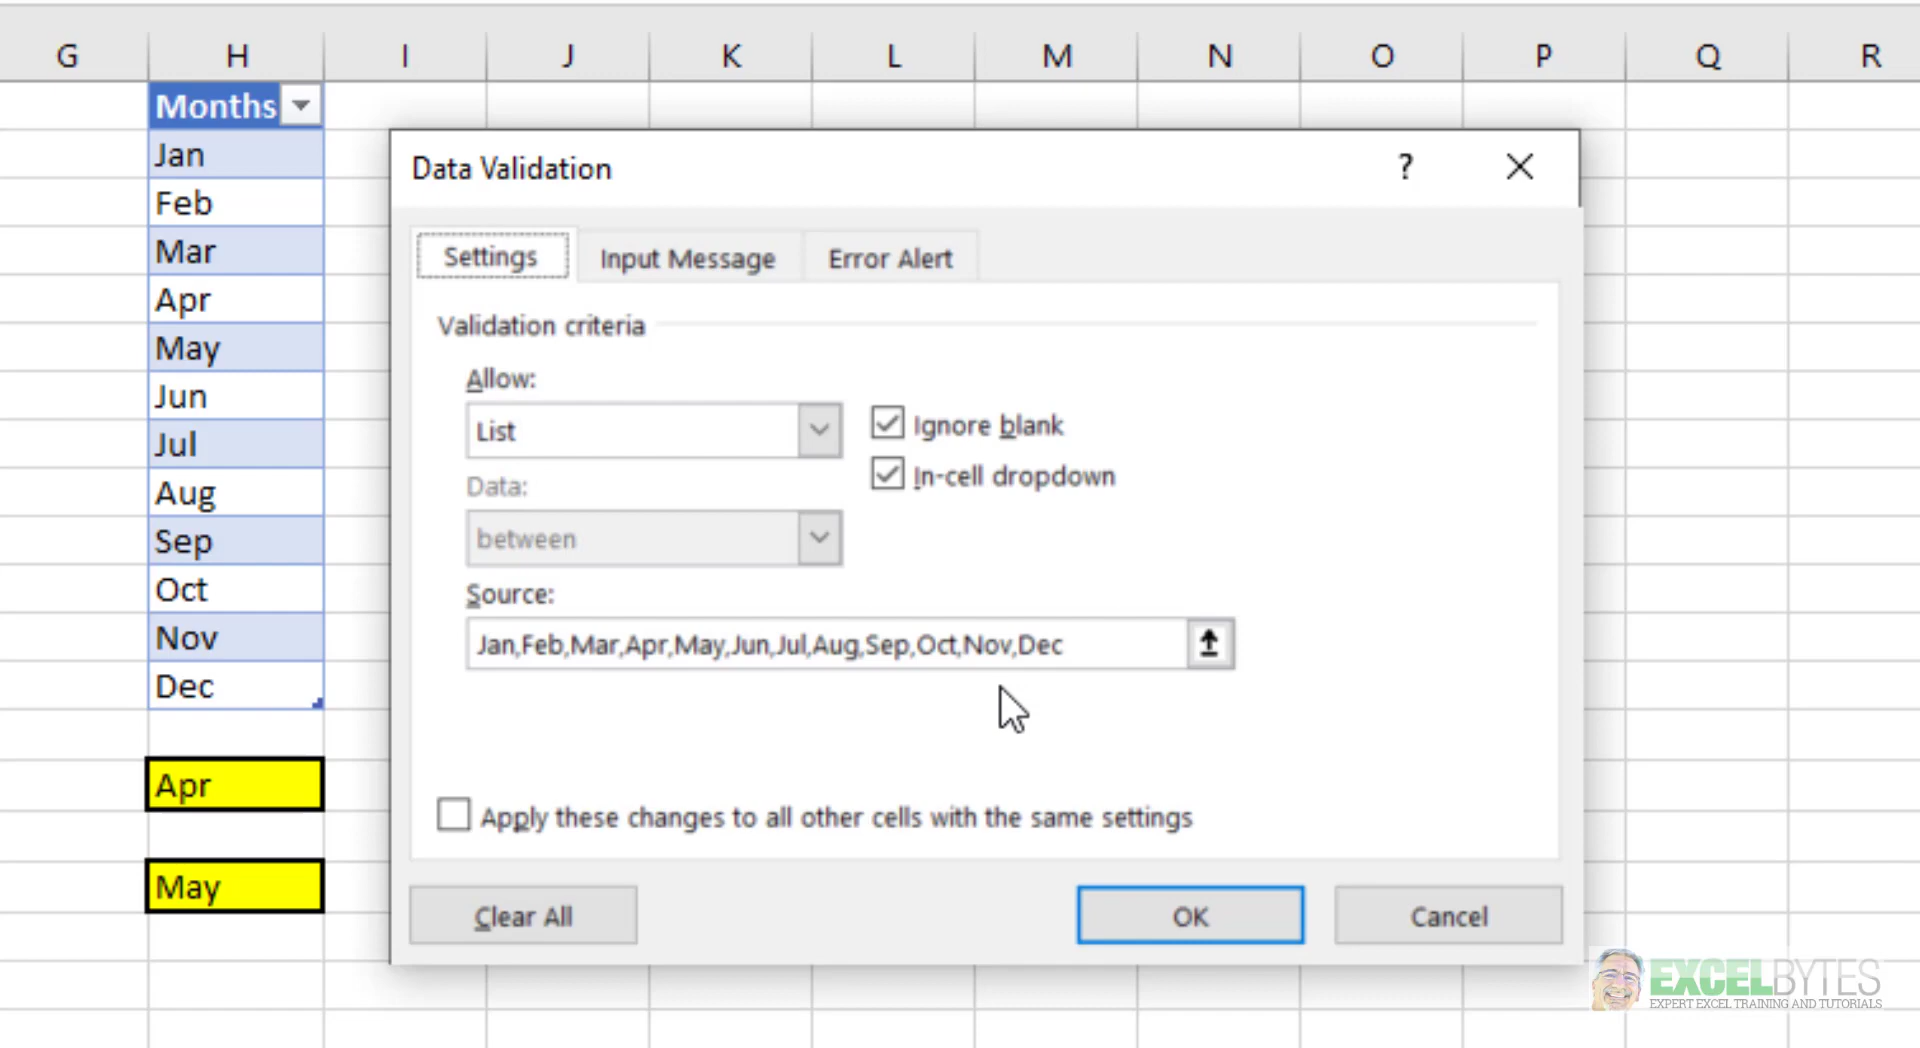 G H I J K L M N O P Q R
Months
Jan
Feb
Mar
Apr
May
Jun
Jul
Aug
Sep
Oct
Nov
Dec
Apr
May
Data Validation ?
Settings Input Message Error Alert
Validation criteria
Allow:
List
Ignore blank
In-cell dropdown
Data:
between
Source:
Jan,Feb,Mar,Apr,May,Jun,Jul,Aug,Sep,Oct,Nov,Dec
Apply these changes to all other cells with the same settings
Clear All OK Cancel
EXCELBYTES
EXPERT EXCEL TRAINING AND TUTORIALS